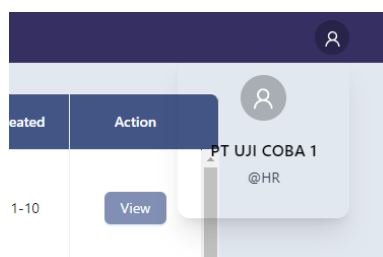 eated
Action
PT UJI COBA 1
@HR
1-10
View